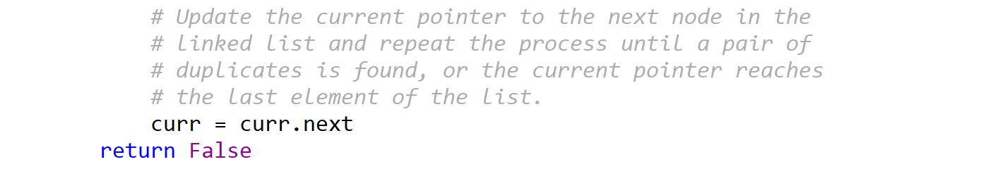 # Update the current pointer to the next node in the
# linked list and repeat the process until a pair of
# duplicates is found, or the current pointer reaches
# the last element of the list.
curr = curr.next
return False